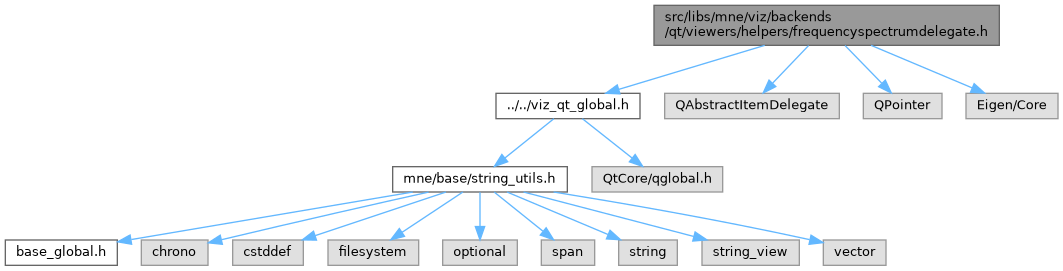 src/libs/mne/viz/backends
/qt/viewers/helpers/frequencyspectrumdelegate.h
../../viz_qt_global.h
QAbstractItemDelegate
QPointer
Eigen/Core
mne/base/string_utils.h
QtCore/qglobal.h
base_global.h
chrono
cstddef
filesystem
optional
span
string
string_view
vector